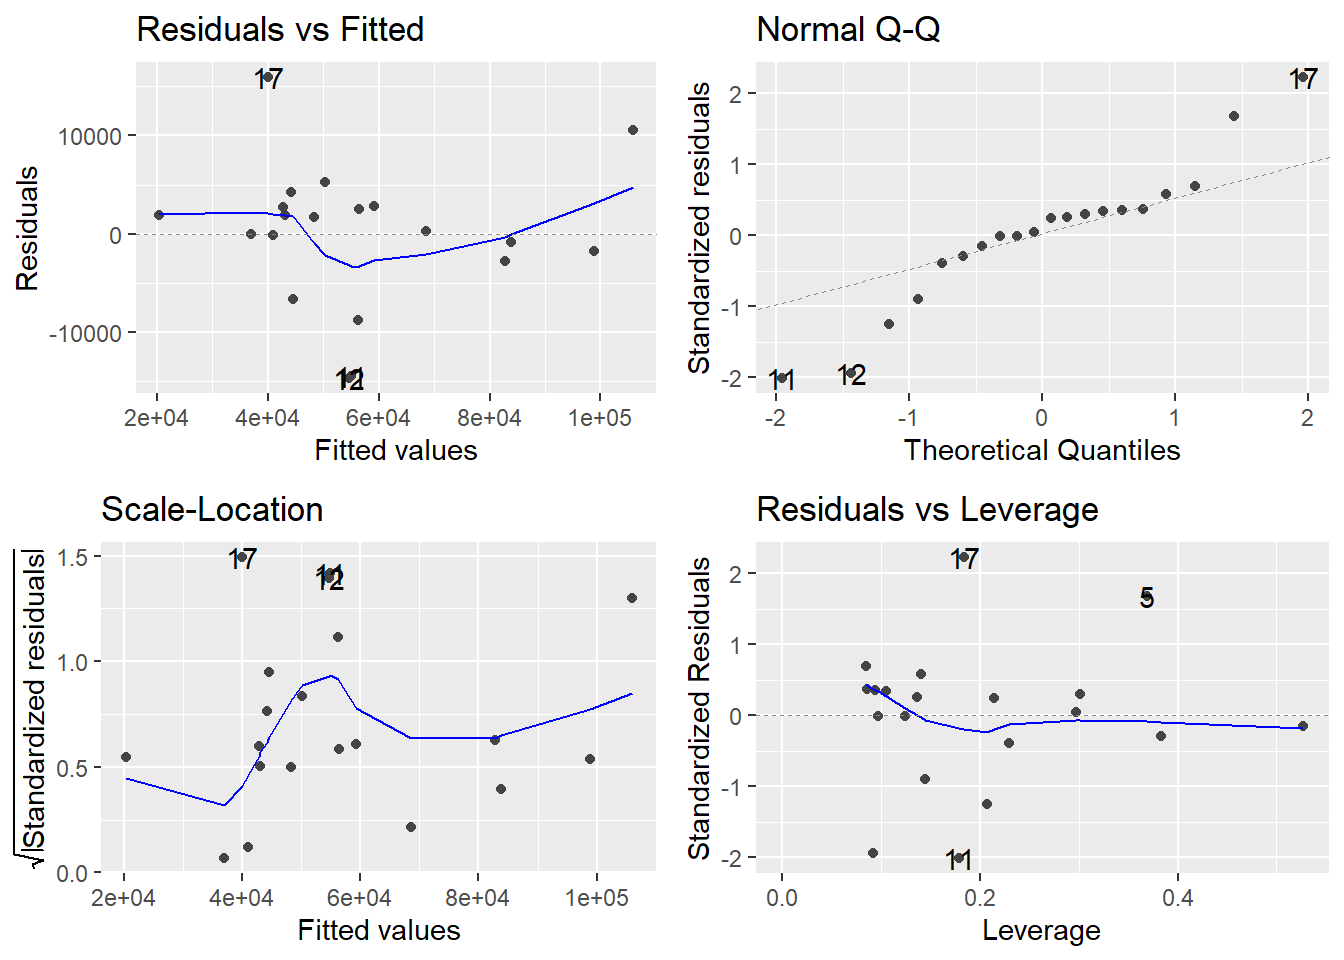 Residuals vs Fitted
17
10000
0
-10000
11
12
2e+04 4e+04 6e+04 8e+04 1e+05
Fitted values
Residuals
Normal Q-Q
17
2
1
0
-1
-2
11
12
-2 -1 0 1 2
Theoretical Quantiles
Standardized residuals
Scale-Location
17
11
12
1.5
1.0
0.5
0.0
2e+04 4e+04 6e+04 8e+04 1e+05
Fitted values
√|Standardized residuals|
Residuals vs Leverage
17
5
11
2
1
0
-1
-2
0.0 0.2 0.4
Leverage
Standardized Residuals